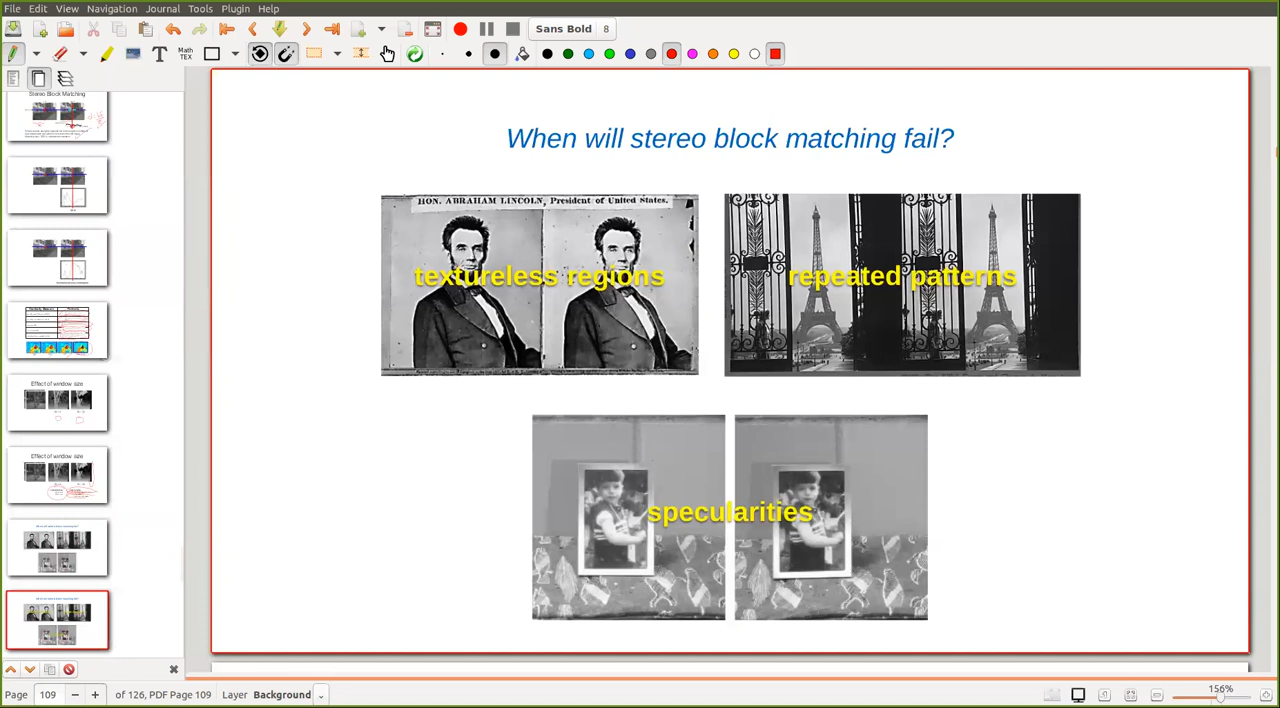 File Edit View Navigation Journal Tools Plugin Help
Sans Bold 8
T Math TEX
Stereo Block Matching
When will stereo block matching fail?
HON. ABRAHAM LINCOLN, President of United States.
textureless regions
repeated patterns
specularities
Effect of window size
Effect of window size
Page 109 of 126, PDF Page 109 Layer Background 156%